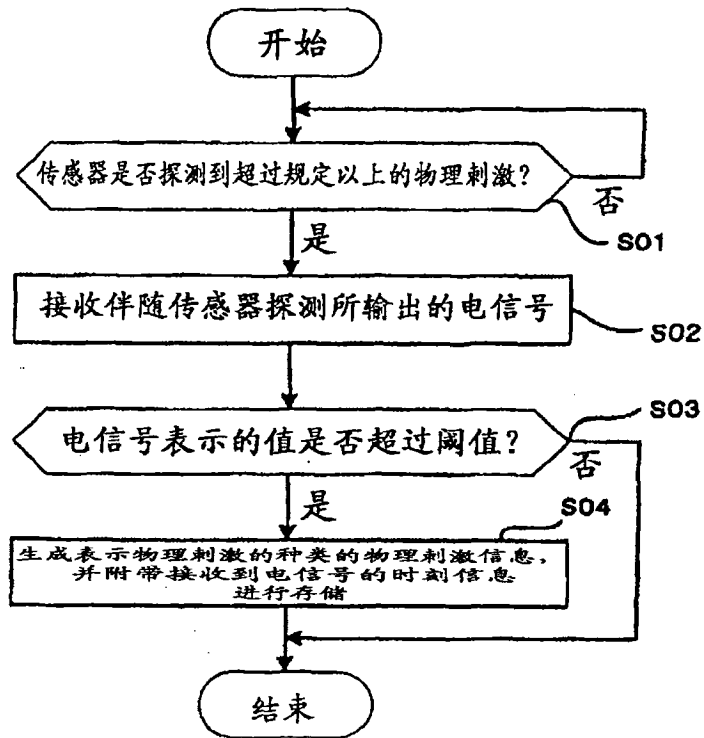 开始
传感器是否探测到超过规定以上的物理刺激?
否
S01
是
接收伴随传感器探测所输出的电信号
S02
S03
电信号表示的值是否超过阈值?
否
是
S04
生成表示物理刺激的种类的物理刺激信息,
并附带接收到电信号的时刻信息
进行存储
结束